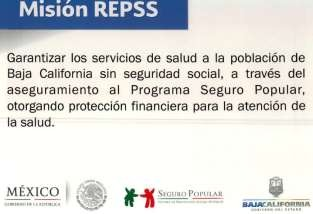 Misión REPSS
Garantizar los servicios de salud a la población de
Baja California sin seguridad social, a través del
aseguramiento al Programa Seguro Popular,
otorgando protección financiera para la atención de
la salud.
MÉXICO
GOBIERNO DE LA REPÚBLICA
SEGURO POPULAR
BAJA CALIFORNIA
GOBIERNO DEL ESTADO